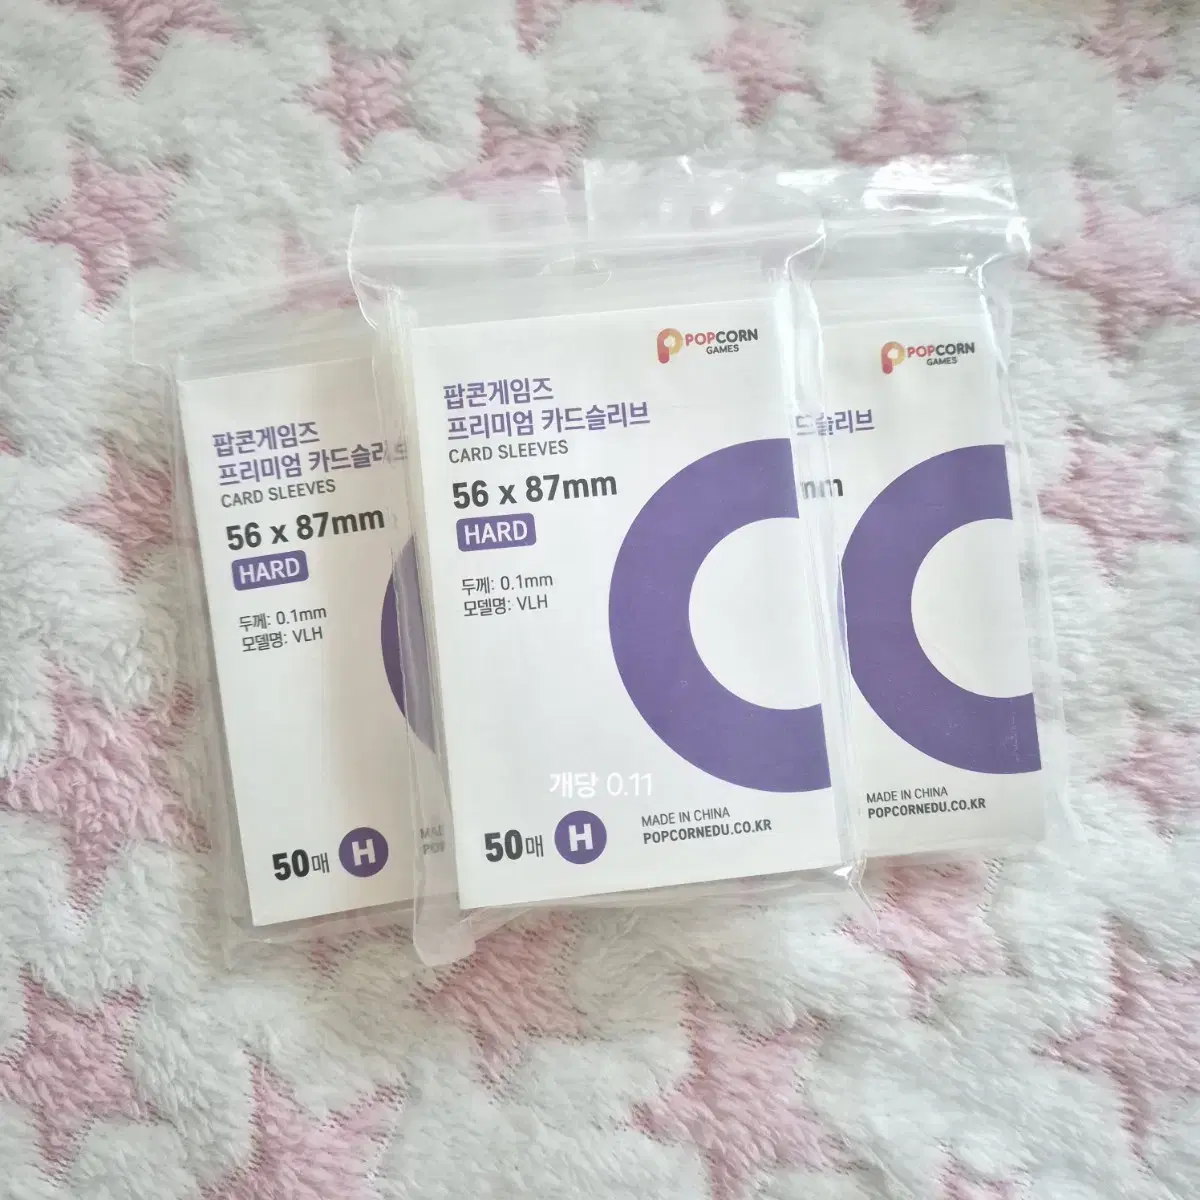 팝콘게임즈
프리미엄 카드슬리브
CARD SLEEVES
56 x 87mm
HARD
두께: 0.1mm
모델명: VLH
50매
H
POPCORN
GAMES
팝콘게임즈
프리미엄 카드슬리브
CARD SLEEVES
56 x 87mm
HARD
두께: 0.1mm
모델명: VLH
개당 0.11
50매
H
MADE IN CHINA
POPCORNEDU.CO.KR
POPCORN
GAMES
드슬리브
mm
MADE IN CHINA
POPCORNEDU.CO.KR